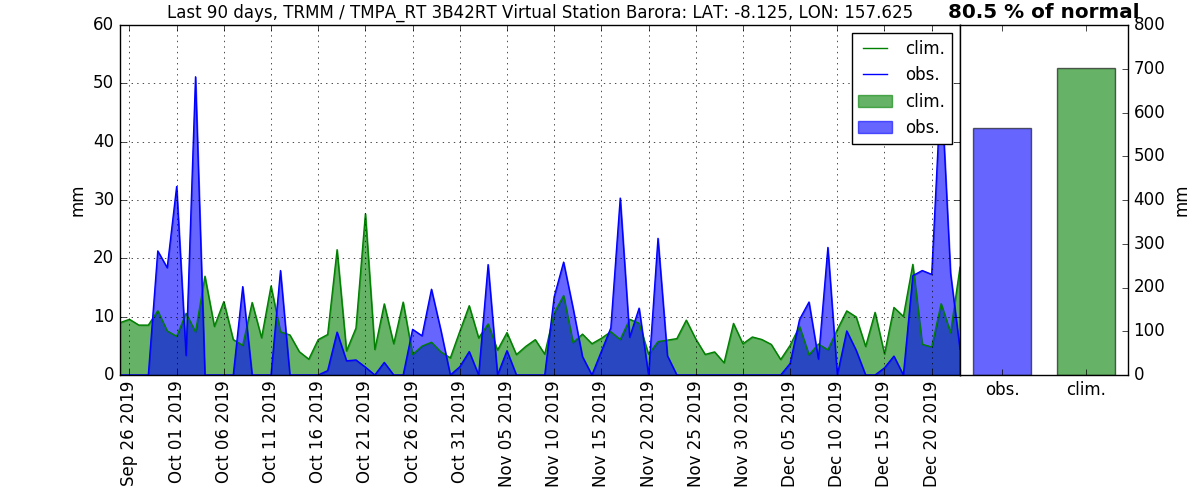 Last 90 days, TRMM / TMPA_RT 3B42RT Virtual Station Barora: LAT: -8.125, LON: 157.625
80.5 % of normal
60
50
40
30
20
10
0
mm
clim.
obs.
clim.
obs.
800
700
600
500
400
300
200
100
0
mm
Sep 26 2019
Oct 01 2019
Oct 06 2019
Oct 11 2019
Oct 16 2019
Oct 21 2019
Oct 26 2019
Oct 31 2019
Nov 05 2019
Nov 10 2019
Nov 15 2019
Nov 20 2019
Nov 25 2019
Nov 30 2019
Dec 05 2019
Dec 10 2019
Dec 15 2019
Dec 20 2019
obs.
clim.